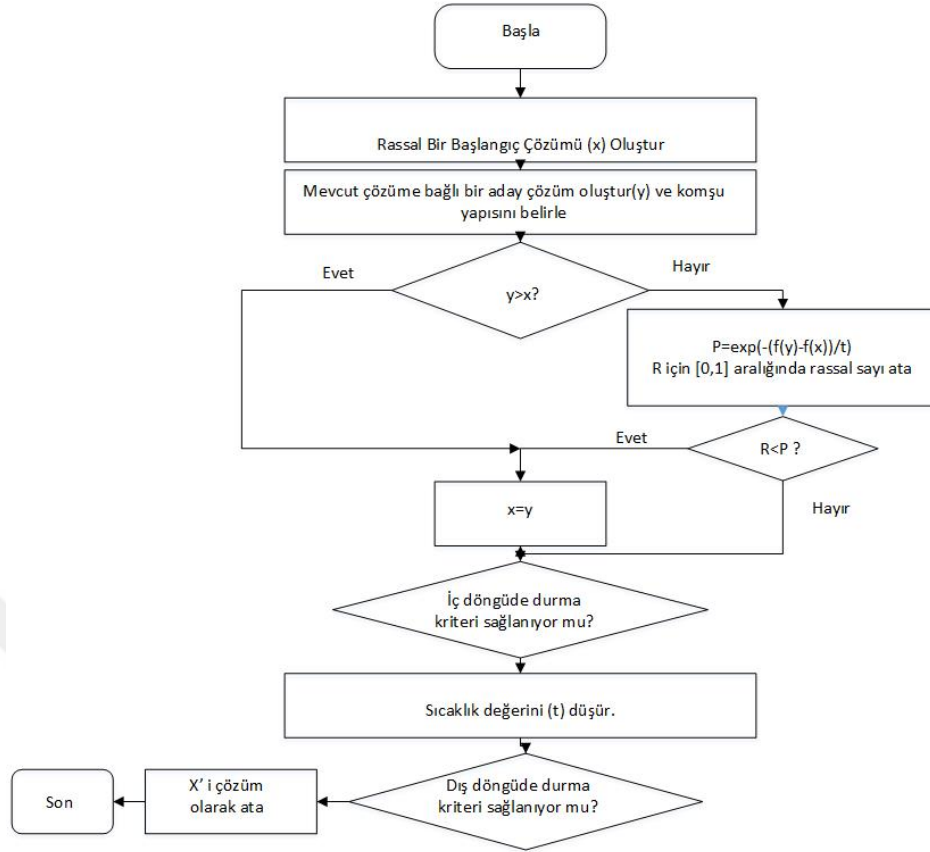 Başla
Rassal Bir Başlangıç Çözümü (x) Oluştur
Mevcut çözüme bağlı bir aday çözüm oluştur(y) ve komşu
yapısını belirle
Evet
Hayır
y>x?
P=exp(-(f(y)-f(x))/t)
R için [0,1] aralığında rassal sayı ata
Evet
R<P ?
x=y
Hayır
İç döngüde durma
kriteri sağlanıyor mu?
Sıcaklık değerini (t) düşür.
Son
X' i çözüm
olarak ata
Dış döngüde durma
kriteri sağlanıyor mu?